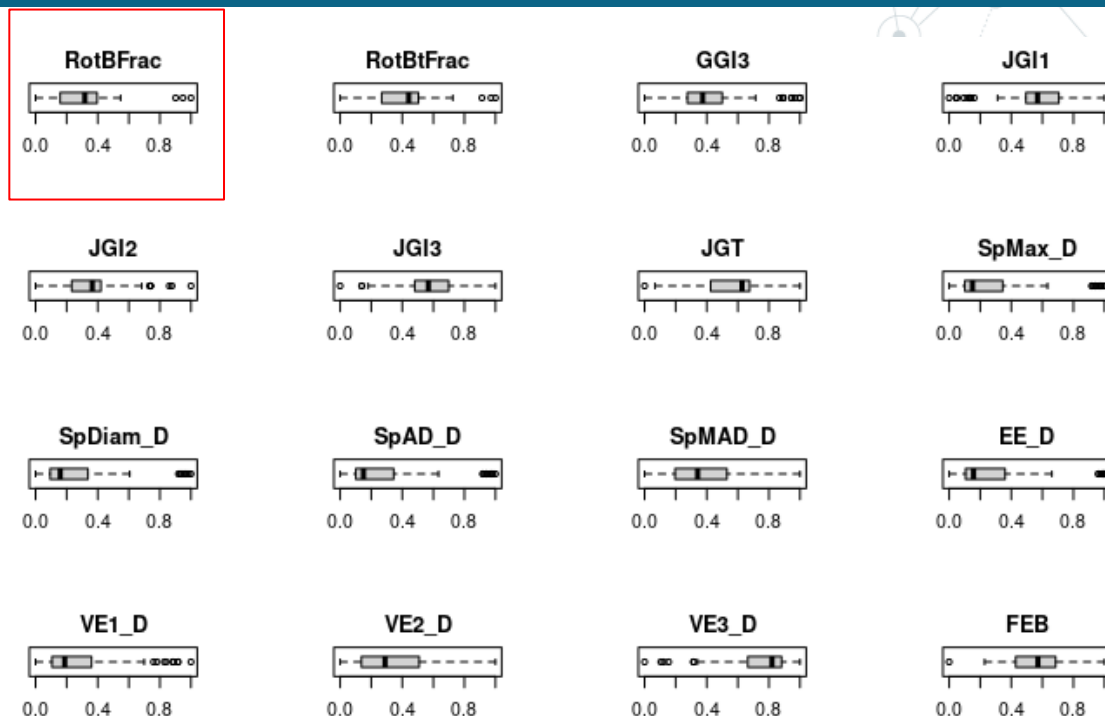 RotBFrac RotBtFrac GGI3 JGI1
0.0 0.4 0.8 0.0 0.4 0.8 0.0 0.4 0.8 0.0 0.4 0.8
JGI2 JGI3 JGT SpMax_D
0.0 0.4 0.8 0.0 0.4 0.8 0.0 0.4 0.8 0.0 0.4 0.8
SpDiam_D SpAD_D SpMAD_D EE_D
0.0 0.4 0.8 0.0 0.4 0.8 0.0 0.4 0.8 0.0 0.4 0.8
VE1_D VE2_D VE3_D FEB
0.0 0.4 0.8 0.0 0.4 0.8 0.0 0.4 0.8 0.0 0.4 0.8